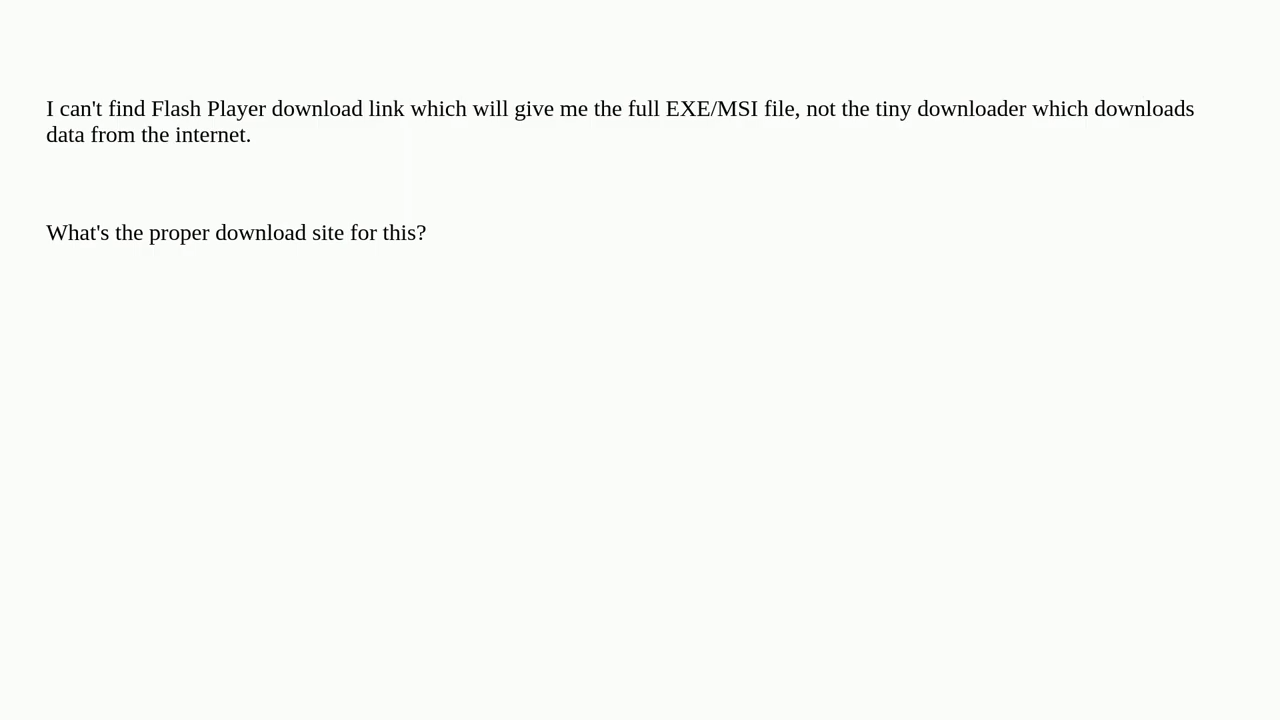 I can't find Flash Player download link which will give me the full EXE/MSI file, not the tiny downloader which downloads
data from the internet.
What's the proper download site for this?